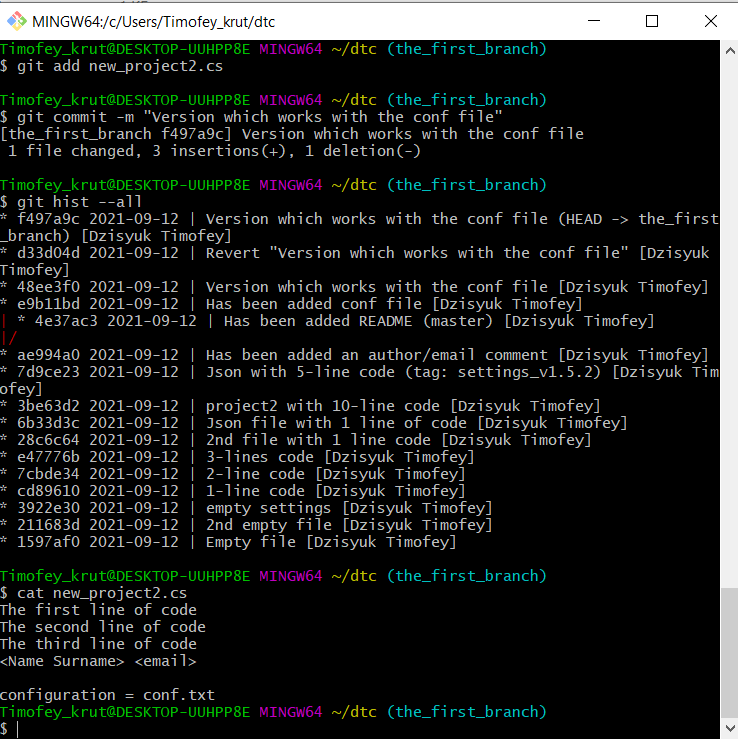 MINGW64:/c/Users/Timofey_krut/dtc
Timofey_krut@DESKTOP-UUHPP8E MINGW64 ~/dtc (the_first_branch)
$ git add new_project2.cs
Timofey_krut@DESKTOP-UUHPP8E MINGW64 ~/dtc (the_first_branch)
$ git commit -m "Version which works with the conf file"
[the_first_branch f497a9c] Version which works with the conf file
 1 file changed, 3 insertions(+), 1 deletion(-)
Timofey_krut@DESKTOP-UUHPP8E MINGW64 ~/dtc (the_first_branch)
$ git hist --all
* f497a9c 2021-09-12 | Version which works with the conf file (HEAD -> the_first
_branch) [Dzisyuk Timofey]
* d33d04d 2021-09-12 | Revert "Version which works with the conf file" [Dzisyuk
Timofey]
* 48ee3f0 2021-09-12 | Version which works with the conf file [Dzisyuk Timofey]
* e9b11bd 2021-09-12 | Has been added conf file [Dzisyuk Timofey]
| * 4e37ac3 2021-09-12 | Has been added README (master) [Dzisyuk Timofey]
|/
* ae994a0 2021-09-12 | Has been added an author/email comment [Dzisyuk Timofey]
* 7d9ce23 2021-09-12 | Json with 5-line code (tag: settings_v1.5.2) [Dzisyuk Tim
ofey]
* 3be63d2 2021-09-12 | project2 with 10-line code [Dzisyuk Timofey]
* 6b33d3c 2021-09-12 | Json file with 1 line of code [Dzisyuk Timofey]
* 28c6c64 2021-09-12 | 2nd file with 1 line code [Dzisyuk Timofey]
* e47776b 2021-09-12 | 3-lines code [Dzisyuk Timofey]
* 7cbde34 2021-09-12 | 2-line code [Dzisyuk Timofey]
* cd89610 2021-09-12 | 1-line code [Dzisyuk Timofey]
* 3922e30 2021-09-12 | empty settings [Dzisyuk Timofey]
* 211683d 2021-09-12 | 2nd empty file [Dzisyuk Timofey]
* 1597af0 2021-09-12 | Empty file [Dzisyuk Timofey]
Timofey_krut@DESKTOP-UUHPP8E MINGW64 ~/dtc (the_first_branch)
$ cat new_project2.cs
The first line of code
The second line of code
The third line of code
<Name Surname> <email>
configuration = conf.txt
Timofey_krut@DESKTOP-UUHPP8E MINGW64 ~/dtc (the_first_branch)
$